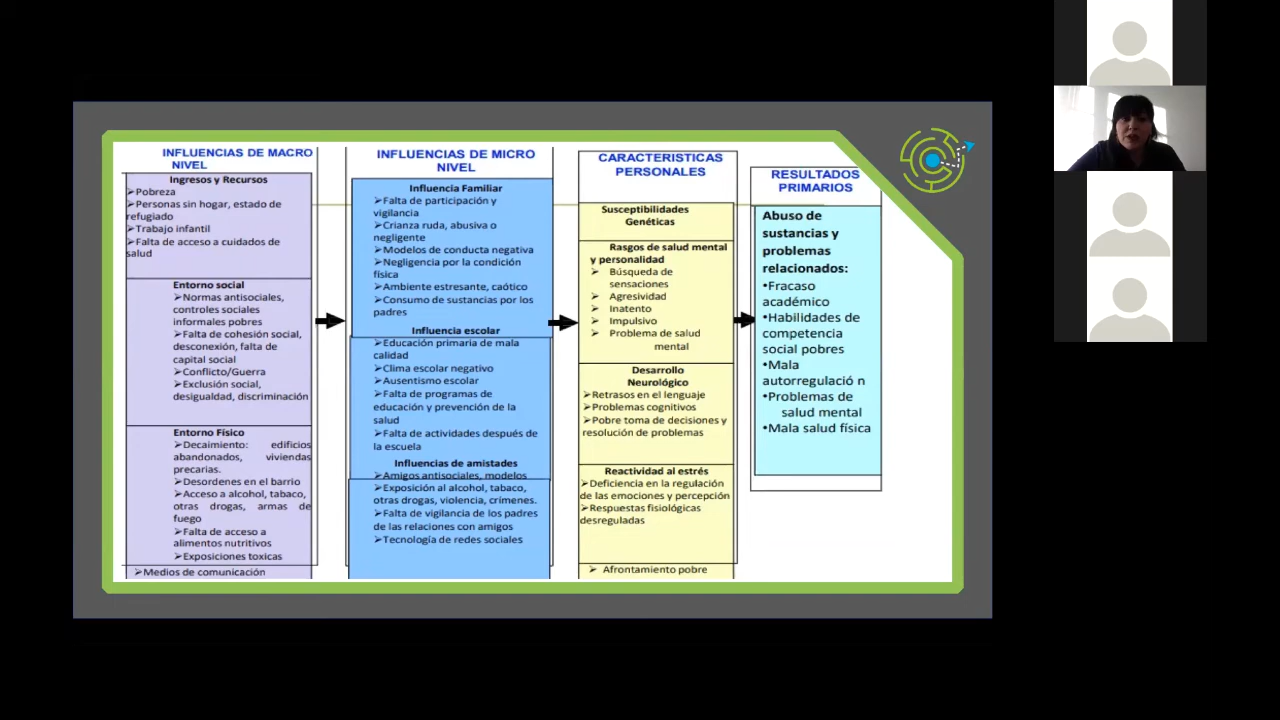 INFLUENCIAS DE MACRO
NIVEL
Ingresos y Recursos
➢Pobreza
➢Personas sin hogar, estado de
refugiado
➢Trabajo infantil
➢Falta de acceso a cuidados de
salud
Entorno social
➢Normas antisociales,
controles sociales
informales pobres
➢Falta de cohesión social,
desconexión, falta de
capital social
➢Conflicto/Guerra
➢Exclusión social,
desigualdad, discriminación
Entorno Físico
➢Decaimiento: edificios
abandonados, viviendas
precarias.
➢Desordenes en el barrio
➢Acceso a alcohol, tabaco,
otras drogas, armas de
fuego
➢Falta de acceso a
alimentos nutritivos
➢Exposiciones toxicas
➢Medios de comunicación
INFLUENCIAS DE MICRO
NIVEL
Influencia Familiar
➢Falta de participación y
vigilancia
➢Crianza ruda, abusiva o
negligente
➢Modelos de conducta negativa
➢Negligencia por la condición
física
➢Ambiente estresante, caótico
➢Consumo de sustancias por los
padres
Influencia escolar
➢Educación primaria de mala
calidad
➢Clima escolar negativo
➢Ausentismo escolar
➢Falta de programas de
educación y prevención de la
salud
➢Falta de actividades después de
la escuela
Influencias de amistades
➢Amigos antisociales, modelos
➢Exposición al alcohol, tabaco,
otras drogas, violencia, crímenes.
➢Falta de vigilancia de los padres
de las relaciones con amigos
➢Tecnología de redes sociales
CARACTERISTICAS
PERSONALES
Susceptibilidades
Genéticas
Rasgos de salud mental
y personalidad
➢ Búsqueda de
sensaciones
➢ Agresividad
➢ Inatento
➢ Impulsivo
➢ Problema de salud
mental
Desarrollo
Neurológico
➢Retrasos en el lenguaje
➢Problemas cognitivos
➢Pobre toma de decisiones y
resolución de problemas
Reactividad al estrés
➢Deficiencia en la regulación
de las emociones y percepción
➢Respuestas fisiológicas
desreguladas
➢ Afrontamiento pobre
RESULTADOS
PRIMARIOS
Abuso de
sustancias y
problemas
relacionados:
•Fracaso
académico
•Habilidades de
competencia
social pobres
•Mala
autorregulació n
•Problemas de
salud mental
•Mala salud física